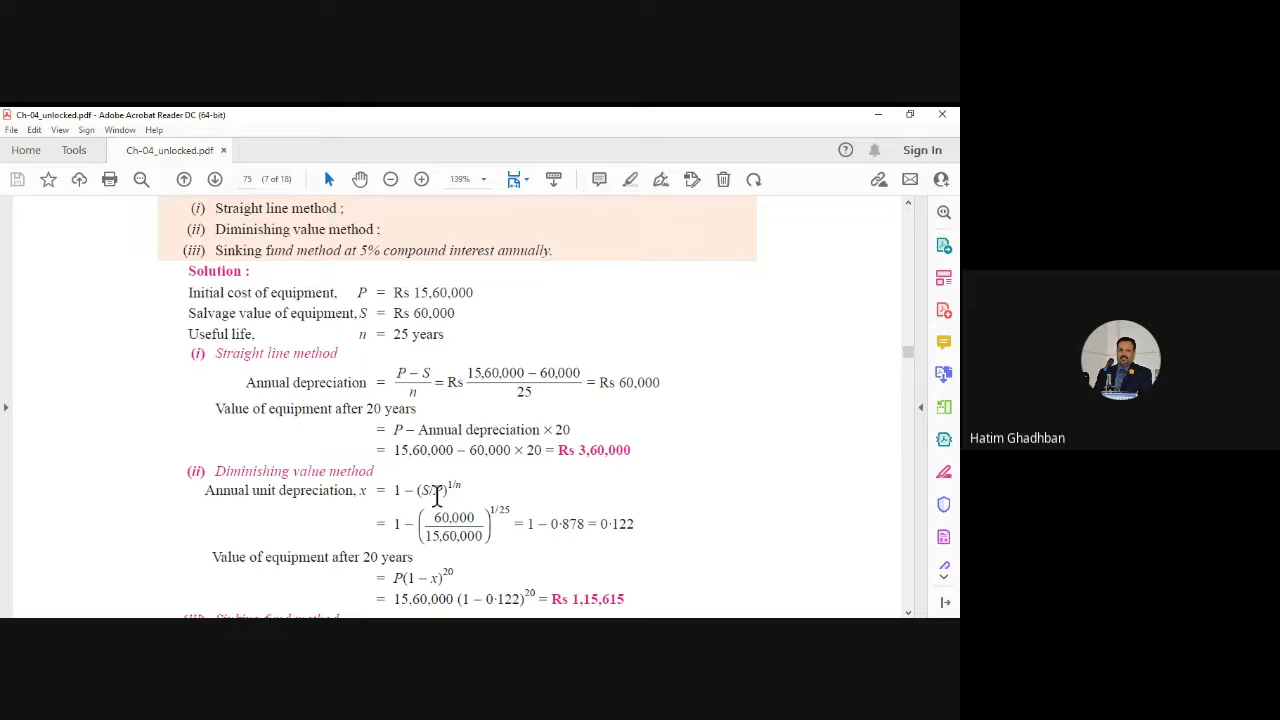 Ch-04_unlocked.pdf - Adobe Acrobat Reader DC (64-bit)
File Edit View Sign Window Help
Home Tools Ch-04_unlocked.pdf × Sign In
75 (7 of 18) 139%
(i) Straight line method ;
(ii) Diminishing value method ;
(iii) Sinking fund method at 5% compound interest annually.
Solution :
Initial cost of equipment, P = Rs 15,60,000
Salvage value of equipment, S = Rs 60,000
Useful life, n = 25 years
(i) Straight line method
Annual depreciation = (P – S)/n = Rs (15,60,000 – 60,000)/25 = Rs 60,000
Value of equipment after 20 years
= P – Annual depreciation × 20
= 15,60,000 – 60,000 × 20 = Rs 3,60,000
(ii) Diminishing value method
Annual unit depreciation, x = 1 – (S/P)^1/n
= 1 – (60,000/15,60,000)^1/25 = 1 – 0·878 = 0·122
Value of equipment after 20 years
= P(1 – x)^20
= 15,60,000 (1 – 0·122)^20 = Rs 1,15,615
Hatim Ghadhban